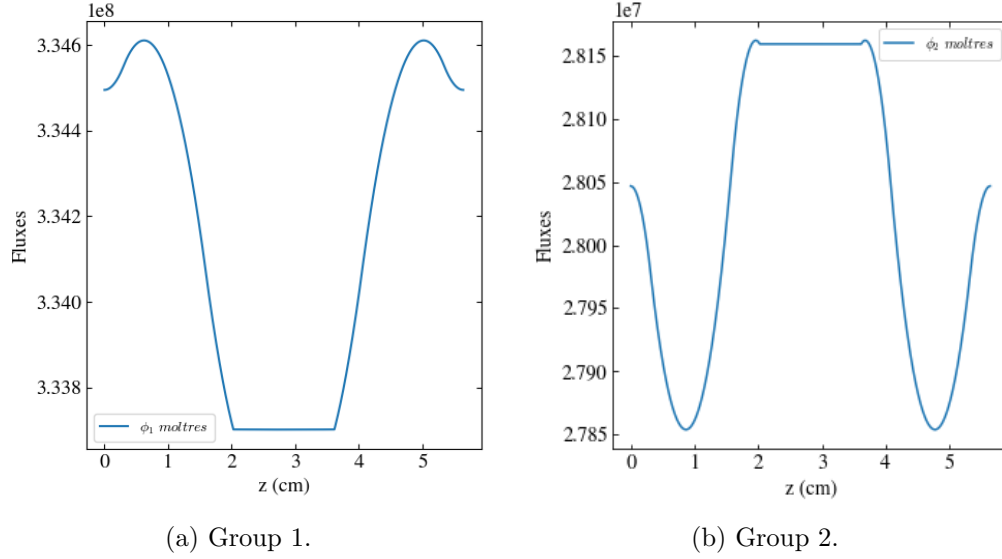 1e8
3.346
3.344
3.342
3.340
3.338
Fluxes
ϕ₁ moltres
0 1 2 3 4 5
z (cm)
(a) Group 1.
1e7
2.815
2.810
2.805
2.800
2.795
2.790
2.785
Fluxes
ϕ₂ moltres
0 1 2 3 4 5
z (cm)
(b) Group 2.